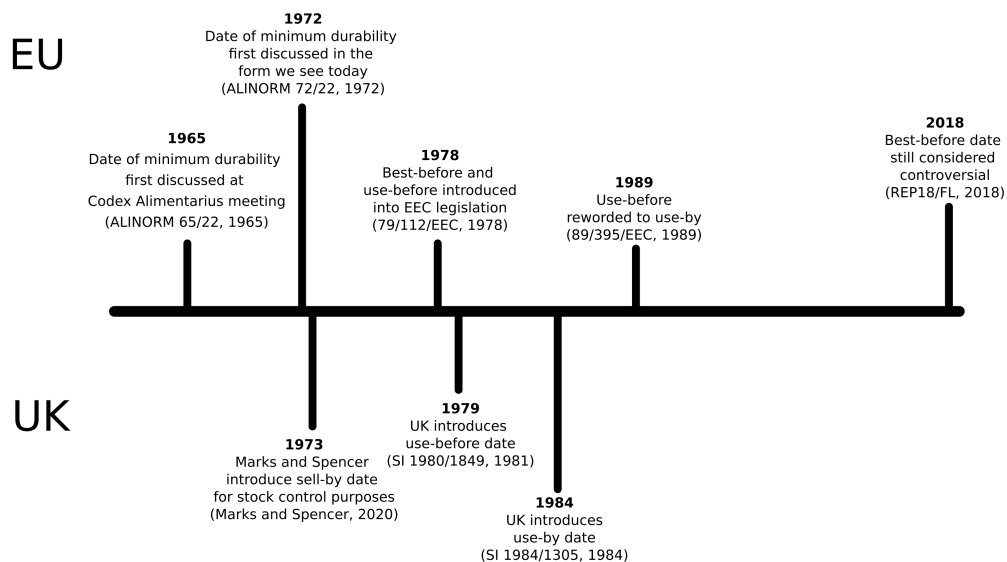 EU
1972
Date of minimum durability
first discussed in the
form we see today
(ALINORM 72/22, 1972)
1965
Date of minimum durability
first discussed at
Codex Alimentarius meeting
(ALINORM 65/22, 1965)
1978
Best-before and
use-before introduced
into EEC legislation
(79/112/EEC, 1978)
1989
Use-before
reworded to use-by
(89/395/EEC, 1989)
2018
Best-before date
still considered
controversial
(REP18/FL, 2018)
UK
1973
Marks and Spencer
introduce sell-by date
for stock control purposes
(Marks and Spencer, 2020)
1979
UK introduces
use-before date
(SI 1980/1849, 1981)
1984
UK introduces
use-by date
(SI 1984/1305, 1984)